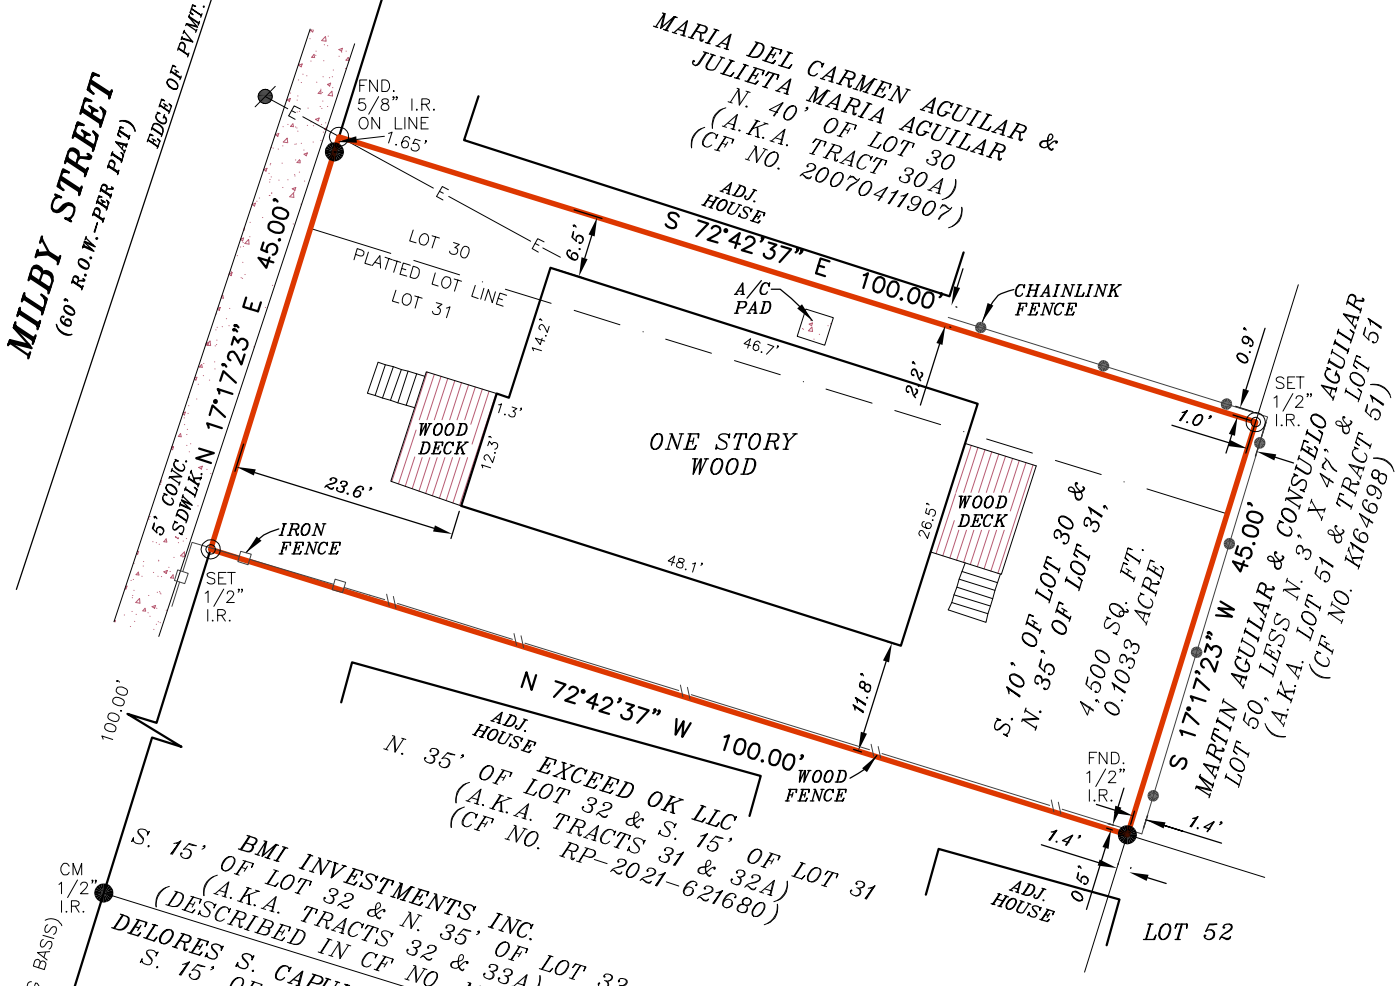 MILBY STREET
(60' R.O.W.-PER PLAT)
EDGE OF PVMT.
FND.
5/8" I.R.
ON LINE
1.65'
E
E
E
MARIA DEL CARMEN AGUILAR &
JULIETA MARIA AGUILAR
N. 40' OF LOT 30
(A.K.A. TRACT 30A)
(CF NO. 20070411907)
ADJ.
HOUSE
S 72°42'37" E 100.00'
N 17°17'23" E 45.00'
LOT 30
PLATTED LOT LINE
LOT 31
6.5'
A/C
PAD
CHAINLINK
FENCE
2.2'
0.9'
1.0'
SET
1/2"
I.R.
14.2'
46.7'
1.3'
12.3'
WOOD
DECK
ONE STORY
WOOD
26.5'
WOOD
DECK
48.1'
23.6'
5' CONC.
SDWLK.
IRON
FENCE
SET
1/2"
I.R.
11.8'
S. 10' OF LOT 30 &
N. 35' OF LOT 31,
4,500 SQ. FT.
0.1033 ACRE
S 17°17'23" W 45.00'
MARTIN AGUILAR & CONSUELO AGUILAR
LOT 50, LESS N. 3' X 47' & LOT 51
(A.K.A. LOT 51 & TRACT 51)
(CF NO. K164698)
N 72°42'37" W 100.00'
ADJ.
HOUSE
WOOD
FENCE
EXCEED OK LLC
N. 35' OF LOT 32 & S. 15' OF LOT 31
(A.K.A. TRACTS 31 & 32A)
(CF NO. RP-2021-621680)
FND.
1/2"
I.R.
1.4'
1.4'
0.5'
ADJ.
HOUSE
LOT 52
100.00'
CM
1/2"
I.R.
BMI INVESTMENTS INC.
S. 15' OF LOT 32 & N. 35' OF LOT 33
(A.K.A. TRACTS 32 & 33A)
(DESCRIBED IN CF NO.
DELORES S.
S. 15'
BASIS)